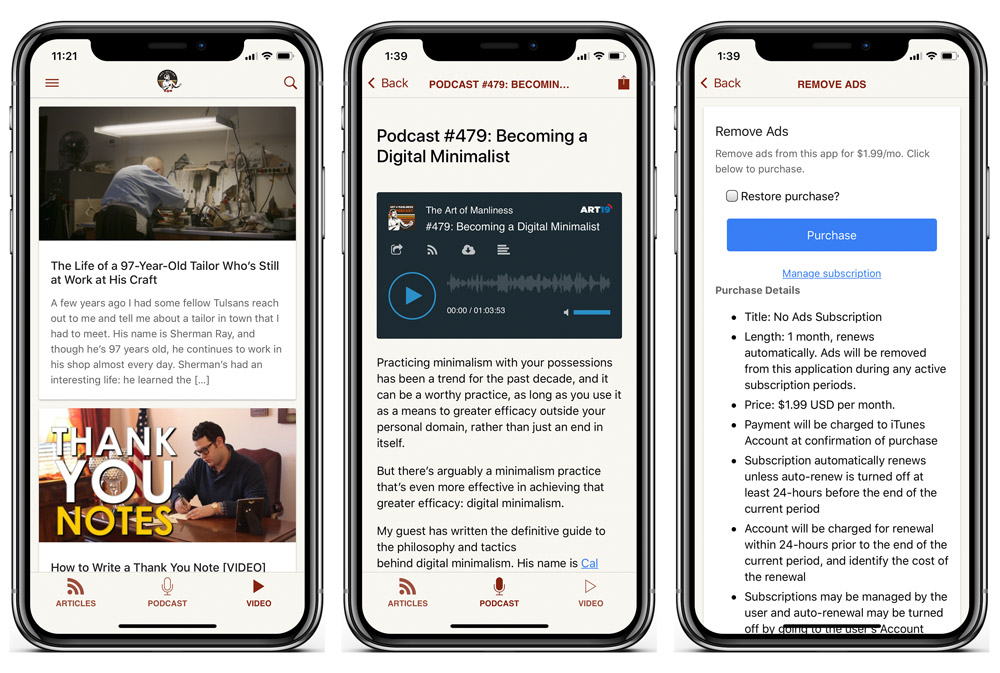 11:21
The Life of a 97-Year-Old Tailor Who's Still
at Work at His Craft
A few years ago I had some fellow Tulsans reach
out to me and tell me about a tailor in town that I
had to meet. His name is Sherman Ray, and
though he's 97 years old, he continues to work in
his shop almost every day. Sherman's had an
interesting life: he learned the [...]
THANK
YOU
NOTES
How to Write a Thank You Note [VIDEO]
ARTICLES
PODCAST
VIDEO
1:39
Back
PODCAST #479: BECOMIN...
Podcast #479: Becoming a
Digital Minimalist
The Art of Manliness
ART19
#479: Becoming a Digital Minimalist
00:00 / 01:03:53
Practicing minimalism with your possessions
has been a trend for the past decade, and it
can be a worthy practice, as long as you use it
as a means to greater efficacy outside your
personal domain, rather than just an end in
itself.
But there's arguably a minimalism practice
that's even more effective in achieving that
greater efficacy: digital minimalism.
My guest has written the definitive guide to
the philosophy and tactics
behind digital minimalism. His name is Cal
ARTICLES
PODCAST
VIDEO
1:39
Back
REMOVE ADS
Remove Ads
Remove ads from this app for $1.99/mo. Click
below to purchase.
Restore purchase?
Purchase
Manage subscription
Purchase Details
• Title: No Ads Subscription
• Length: 1 month, renews
automatically. Ads will be removed
from this application during any active
subscription periods.
• Price: $1.99 USD per month.
• Payment will be charged to iTunes
Account at confirmation of purchase
• Subscription automatically renews
unless auto-renew is turned off at
least 24-hours before the end of the
current period
• Account will be charged for renewal
within 24-hours prior to the end of the
current period, and identify the cost of
the renewal
• Subscriptions may be managed by the
user and auto-renewal may be turned
off by going to the user's Account